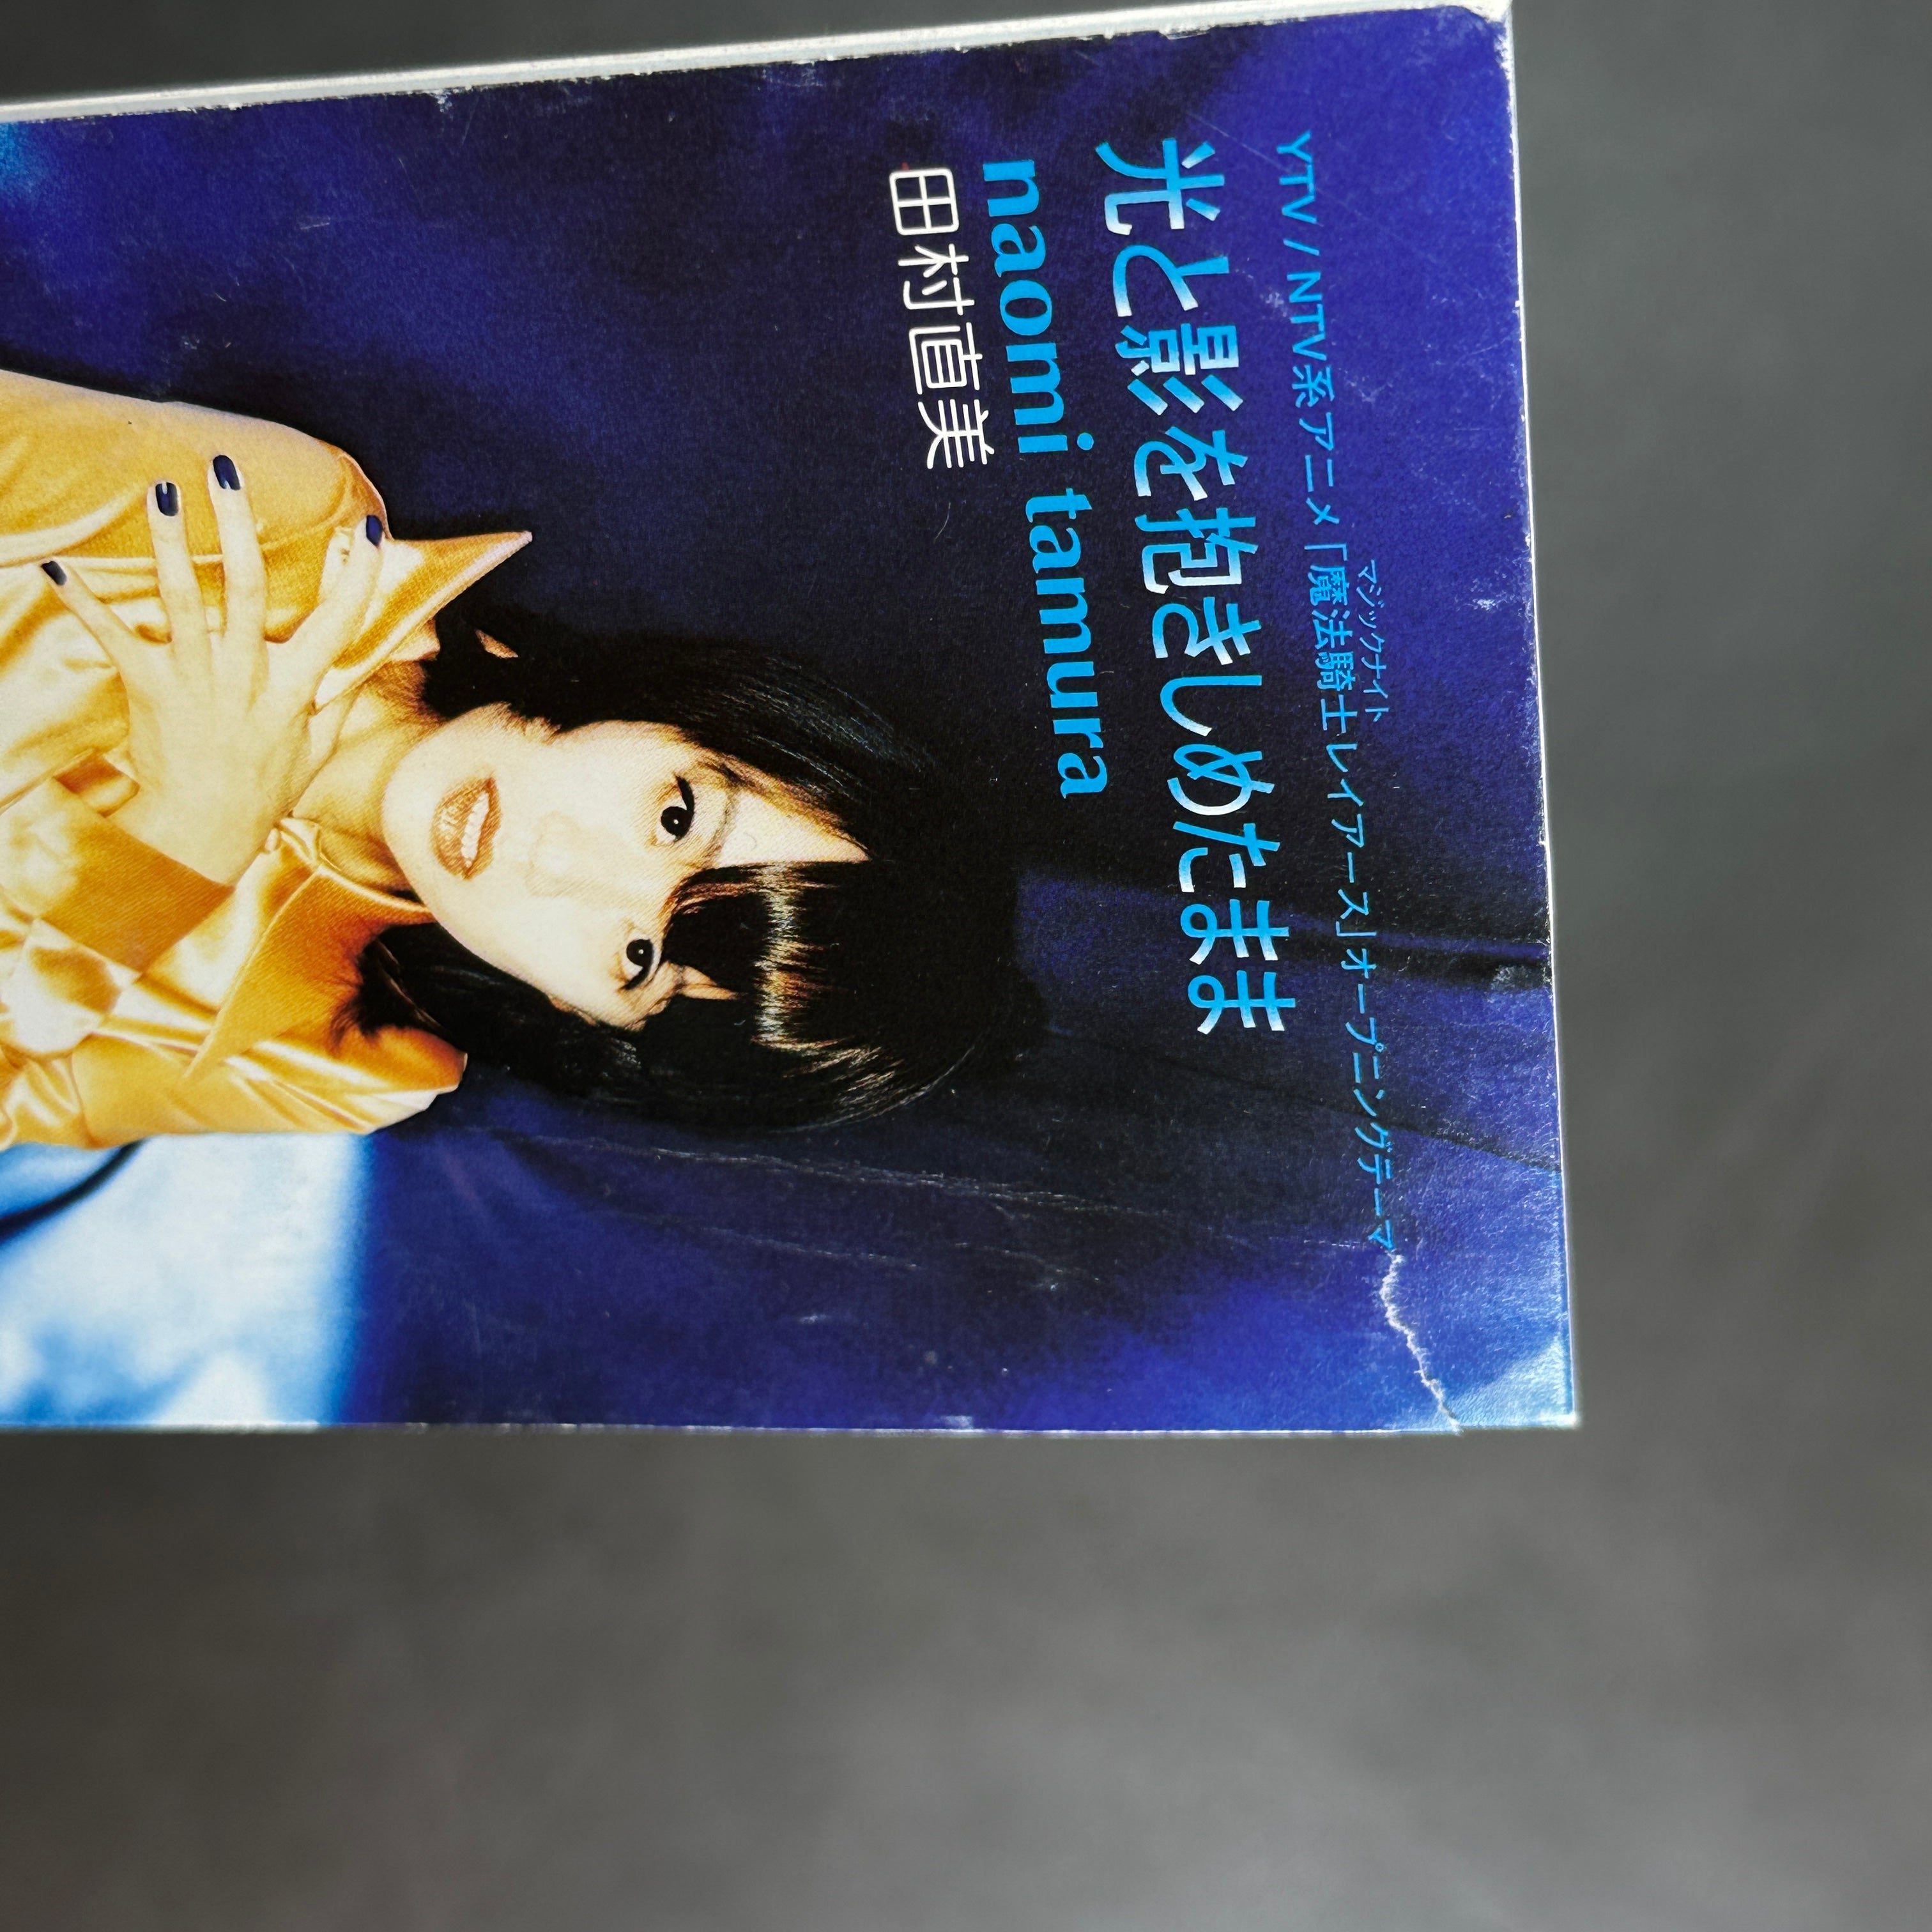 YTV / NTV系アニメ「魔法騎士レイアース」オープニングテーマ
マジックナイト
光と影を抱きしめたまま
naomi tamura
田村直美